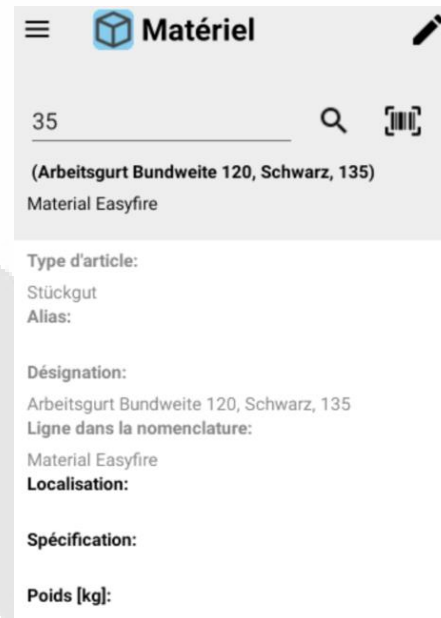 Matériel
35
(Arbeitsgurt Bundweite 120, Schwarz, 135)
Material Easyfire
Type d'article:
Stückgut
Alias:
Désignation:
Arbeitsgurt Bundweite 120, Schwarz, 135
Ligne dans la nomenclature:
Material Easyfire
Localisation:
Spécification:
Poids [kg]: